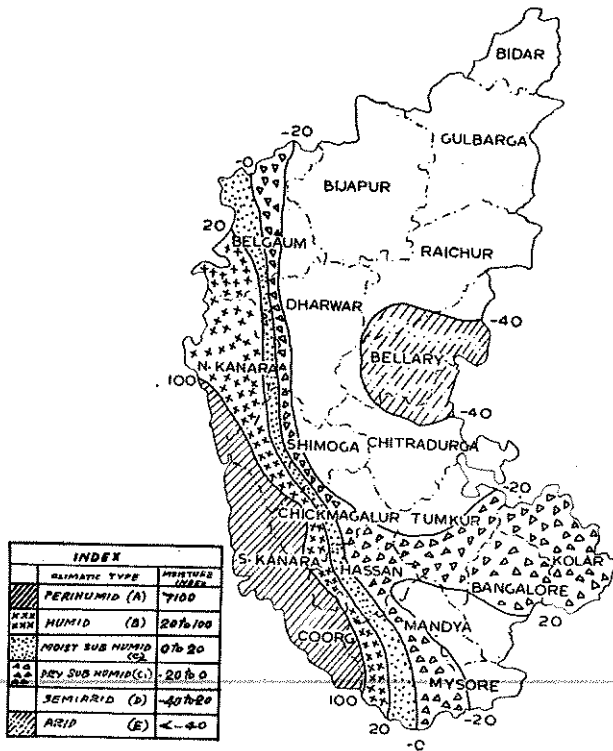 BIDAR
GULBARGA
-20
-0
BIJAPUR
20
BELGAUM
RAICHUR
DHARWAR
-40
BELLARY
N. KANARA
100
-40
SHIMOGA CHITRADURGA
-20
CHICKMAGALUR TUMKUR
KOLAR
S. KANARA
HASSAN
BANGALORE
20
MANDYA
COORG
MYSORE
100
20
-0
-20
INDEX
CLIMATIC TYPE MOISTURE INDEX
PERIHUMID (A) >100
HUMID (B) 20 to 100
MOIST SUB HUMID (C2) 0 to 20
DRY SUB HUMID (C1) -20 to 0
SEMIARID (D) -40 to 20
ARID (E) <-40